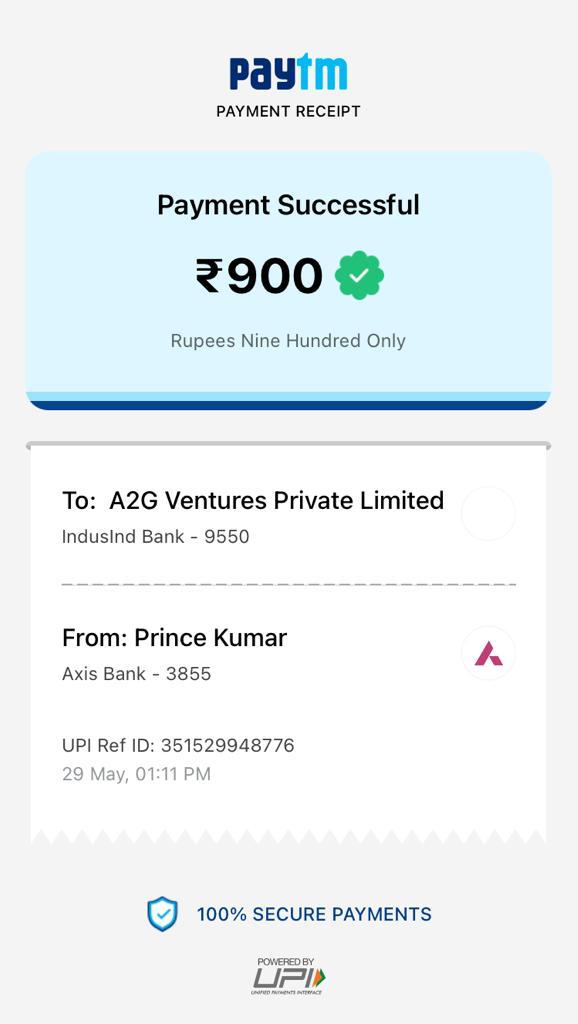 paytm
PAYMENT RECEIPT
Payment Successful
₹900
Rupees Nine Hundred Only
To: A2G Ventures Private Limited
IndusInd Bank - 9550
From: Prince Kumar
Axis Bank - 3855
UPI Ref ID: 351529948776
29 May, 01:11 PM
100% SECURE PAYMENTS
POWERED BY
UPI
UNIFIED PAYMENTS INTERFACE